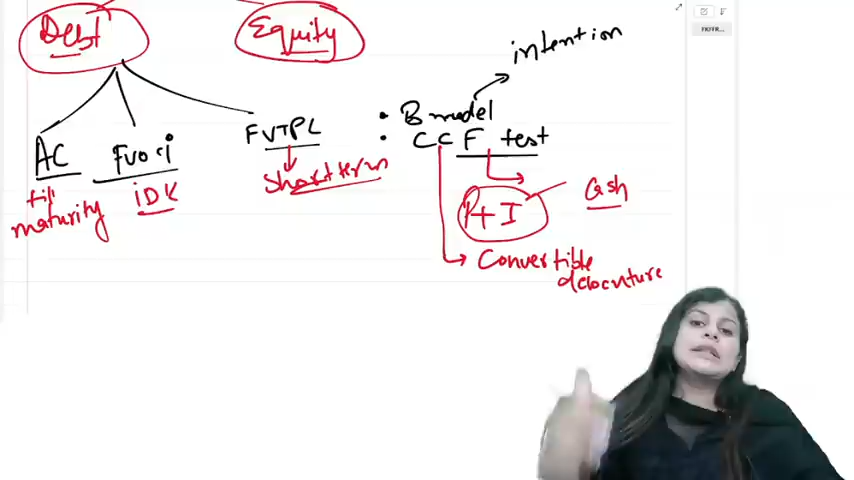 Debt Equity
intention
• B model
FVTPL
• CCF test
AC Fvoci
till maturity
iDK
Short term
P+I
Cash
Convertible
debenture